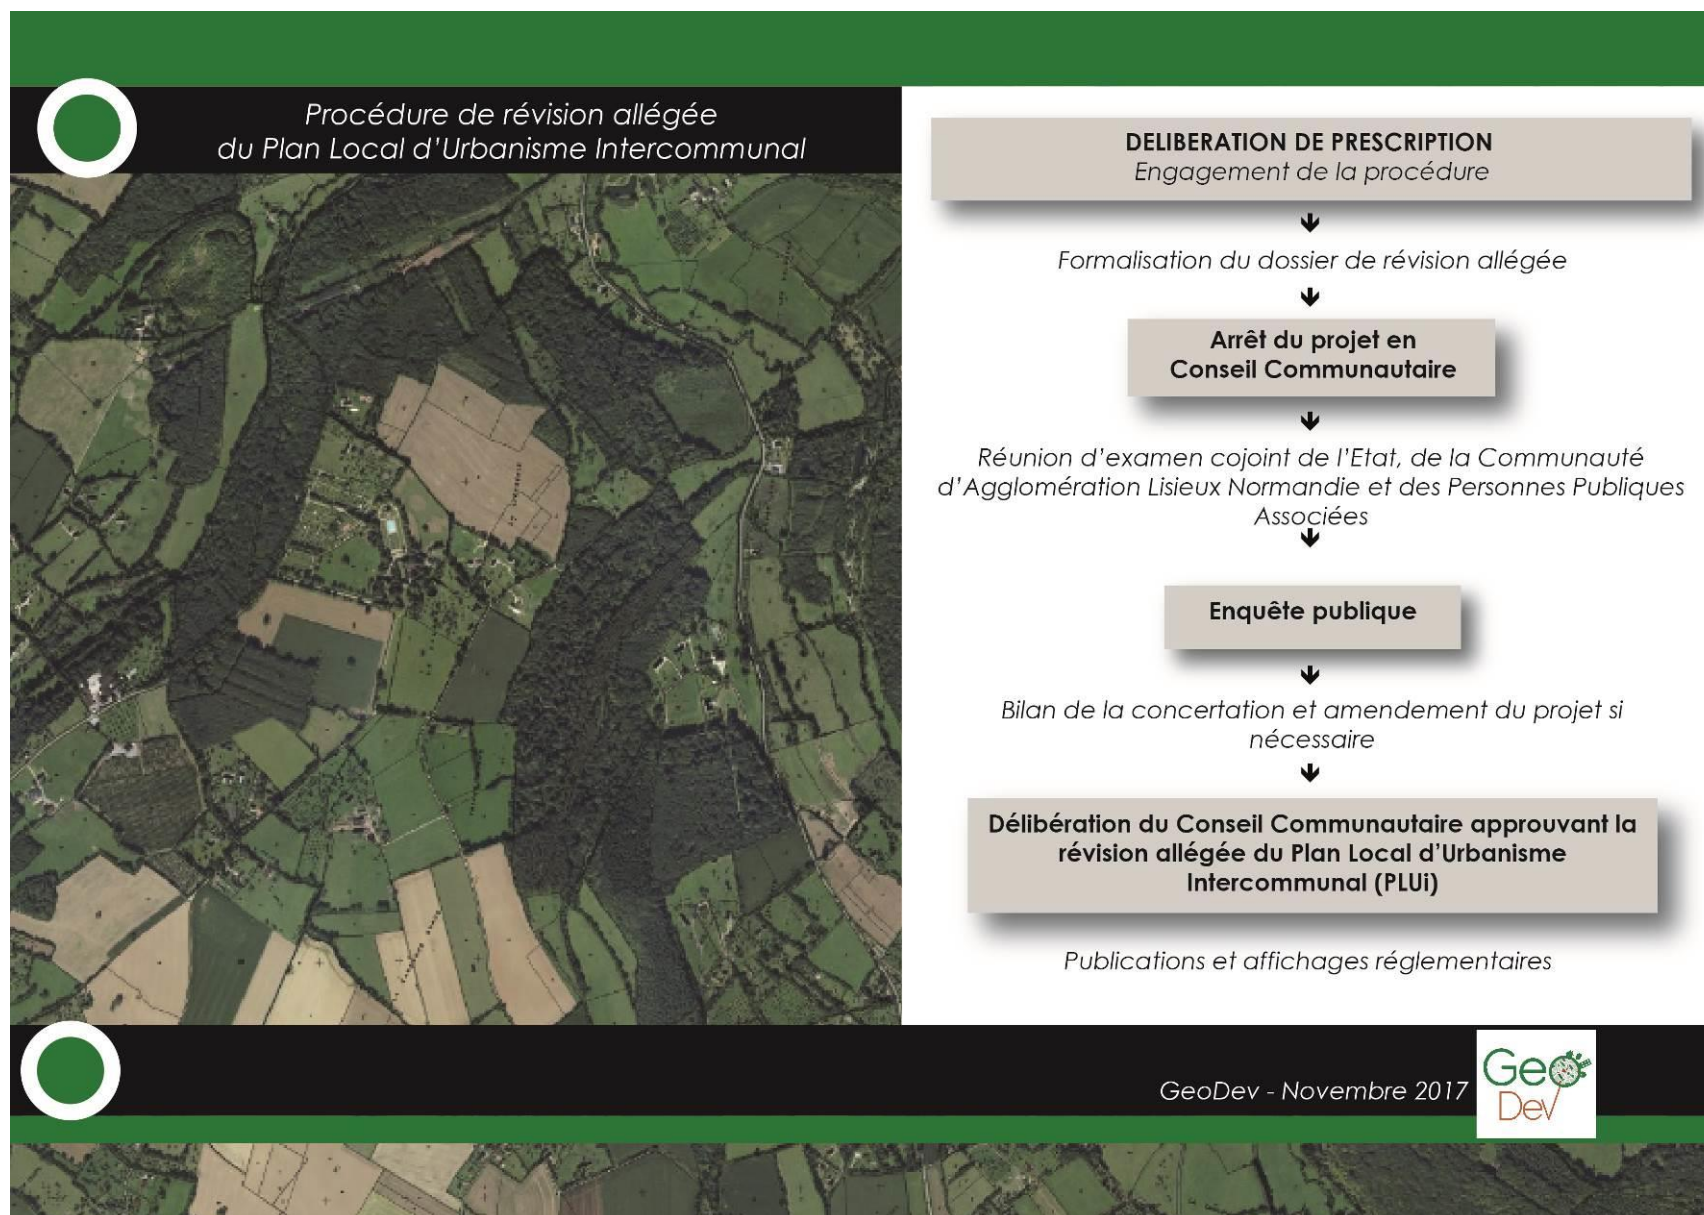 Procédure de révision allégée
du Plan Local d'Urbanisme Intercommunal
DELIBERATION DE PRESCRIPTION
Engagement de la procédure
Formalisation du dossier de révision allégée
Arrêt du projet en
Conseil Communautaire
Réunion d'examen cojoint de l'Etat, de la Communauté
d'Agglomération Lisieux Normandie et des Personnes Publiques
Associées
Enquête publique
Bilan de la concertation et amendement du projet si
nécessaire
Délibération du Conseil Communautaire approuvant la
révision allégée du Plan Local d'Urbanisme
Intercommunal (PLUi)
Publications et affichages réglementaires
GeoDev - Novembre 2017
Geo
Dev